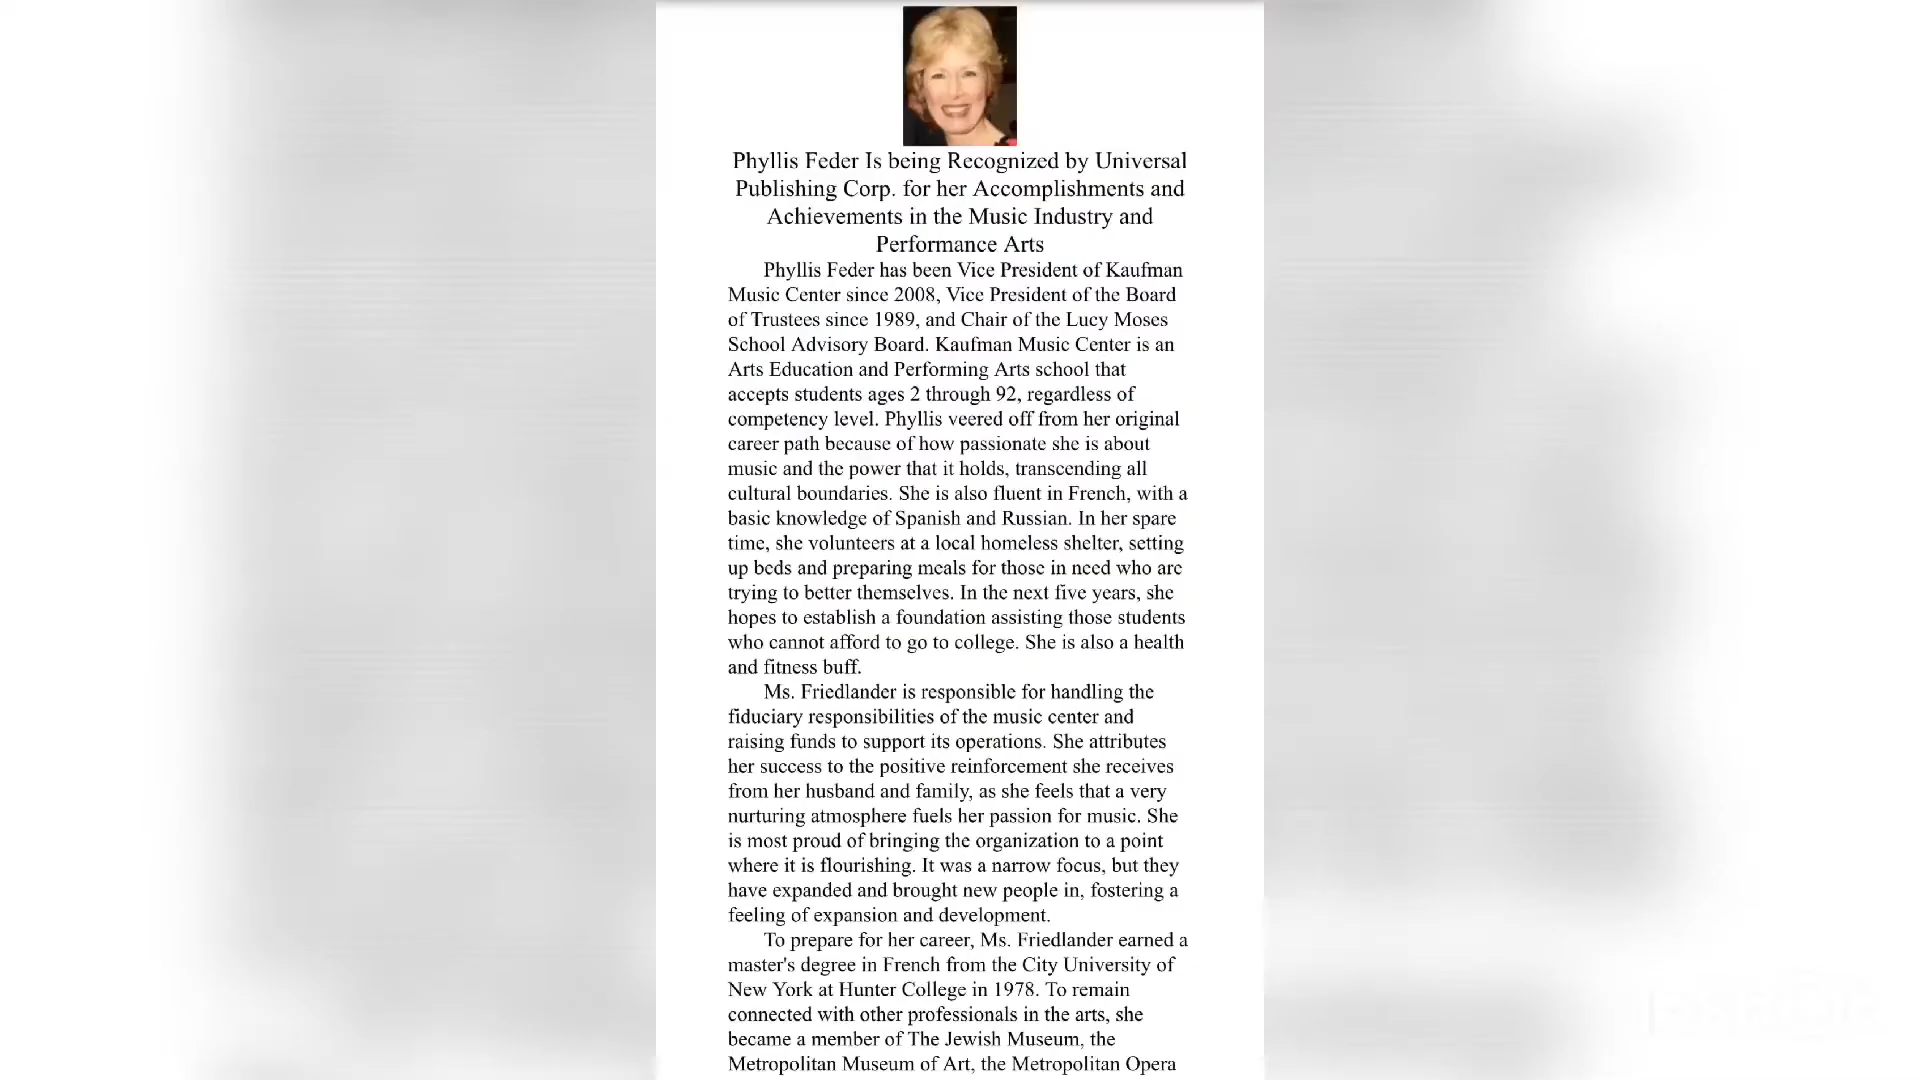 Phyllis Feder Is being Recognized by Universal
Publishing Corp. for her Accomplishments and
Achievements in the Music Industry and
Performance Arts
Phyllis Feder has been Vice President of Kaufman
Music Center since 2008, Vice President of the Board
of Trustees since 1989, and Chair of the Lucy Moses
School Advisory Board. Kaufman Music Center is an
Arts Education and Performing Arts school that
accepts students ages 2 through 92, regardless of
competency level. Phyllis veered off from her original
career path because of how passionate she is about
music and the power that it holds, transcending all
cultural boundaries. She is also fluent in French, with a
basic knowledge of Spanish and Russian. In her spare
time, she volunteers at a local homeless shelter, setting
up beds and preparing meals for those in need who are
trying to better themselves. In the next five years, she
hopes to establish a foundation assisting those students
who cannot afford to go to college. She is also a health
and fitness buff.
Ms. Friedlander is responsible for handling the
fiduciary responsibilities of the music center and
raising funds to support its operations. She attributes
her success to the positive reinforcement she receives
from her husband and family, as she feels that a very
nurturing atmosphere fuels her passion for music. She
is most proud of bringing the organization to a point
where it is flourishing. It was a narrow focus, but they
have expanded and brought new people in, fostering a
feeling of expansion and development.
To prepare for her career, Ms. Friedlander earned a
master's degree in French from the City University of
New York at Hunter College in 1978. To remain
connected with other professionals in the arts, she
became a member of The Jewish Museum, the
Metropolitan Museum of Art, the Metropolitan Opera